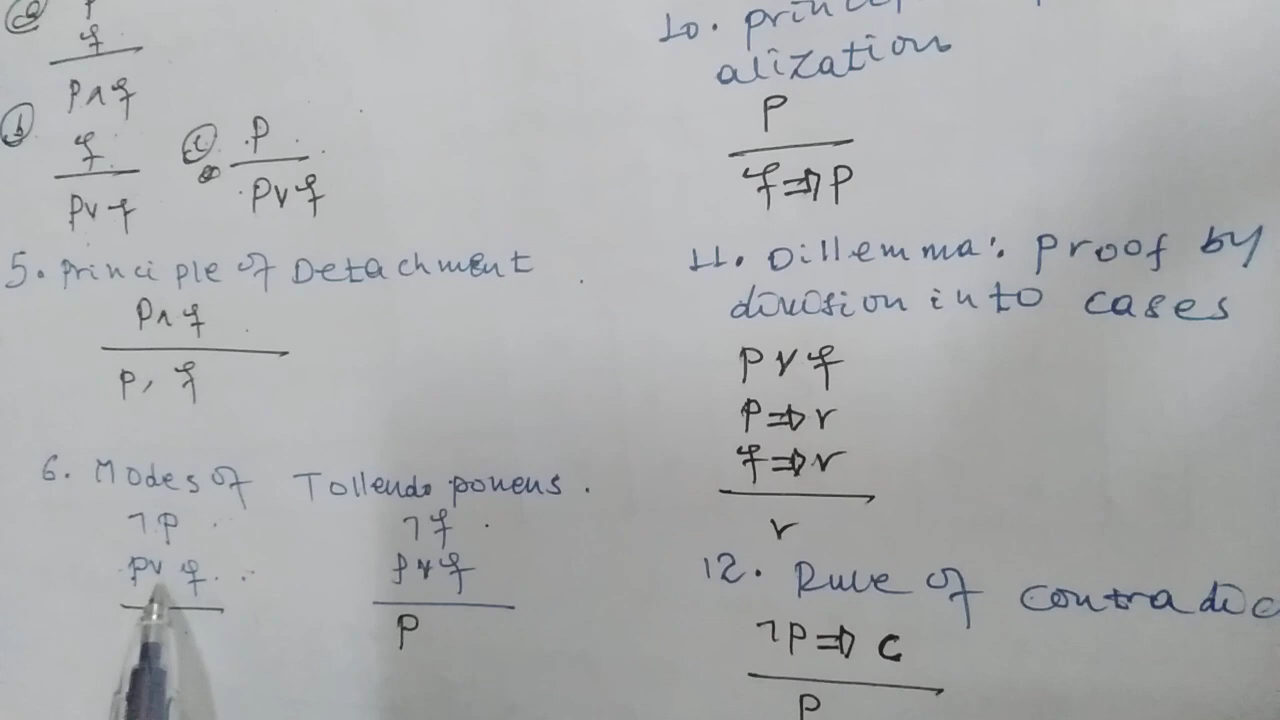 ⓐ P
q
P∧q
ⓑ q
P∨q
ⓒ P
P∨q
5. Principle of Detachment
P∧q
P, q
6. Modes of Tollendo ponens.
¬P
P∨q
¬q
P∨q
P
10.
alization
P
q⇒P
11. Dillemma: proof by
division into cases
P∨q
P⇒r
q⇒r
r
12. Rule of contradic
¬P⇒C
P